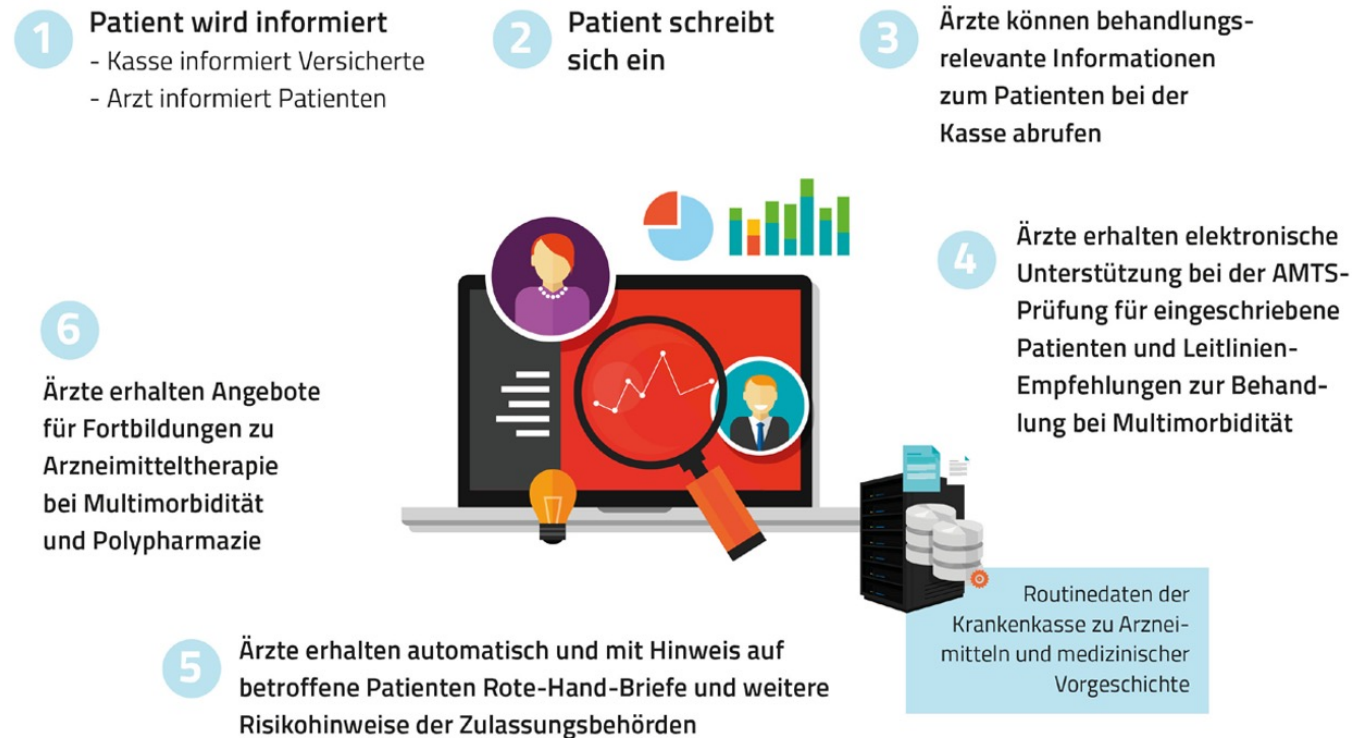 1
Patient wird informiert
- Kasse informiert Versicherte
- Arzt informiert Patienten
2
Patient schreibt
sich ein
3
Ärzte können behandlungs-
relevante Informationen
zum Patienten bei der
Kasse abrufen
4
Ärzte erhalten elektronische
Unterstützung bei der AMTS-
Prüfung für eingeschriebene
Patienten und Leitlinien-
Empfehlungen zur Behand-
lung bei Multimorbidität
Routinedaten der
Krankenkasse zu Arznei-
mitteln und medizinischer
Vorgeschichte
5
Ärzte erhalten automatisch und mit Hinweis auf
betroffene Patienten Rote-Hand-Briefe und weitere
Risikohinweise der Zulassungsbehörden
6
Ärzte erhalten Angebote
für Fortbildungen zu
Arzneimitteltherapie
bei Multimorbidität
und Polypharmazie